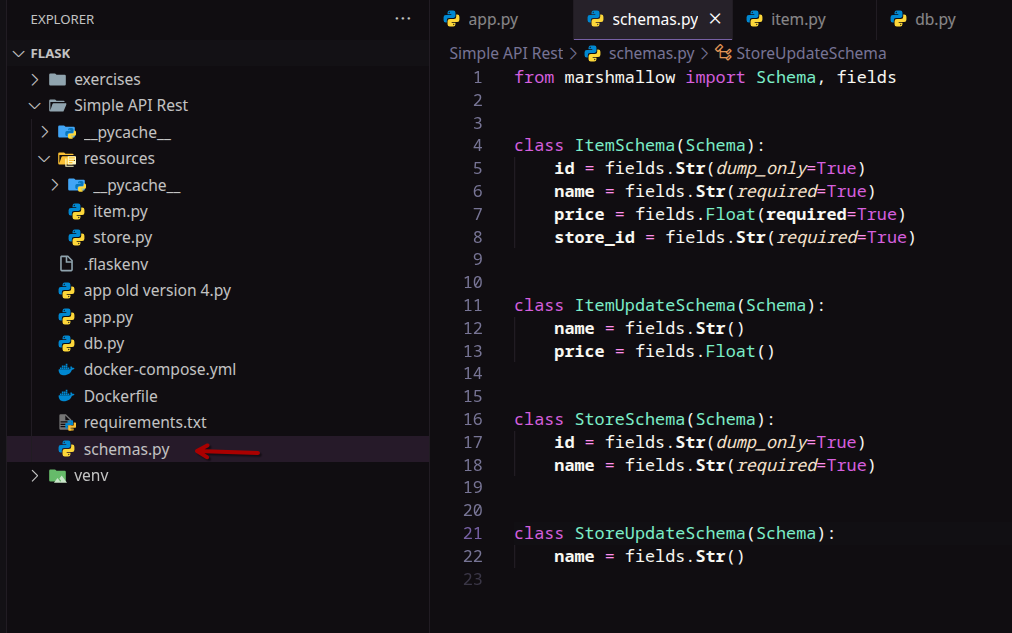 EXPLORER
...
FLASK
exercises
Simple API Rest
__pycache__
resources
__pycache__
item.py
store.py
.flaskenv
app old version 4.py
app.py
db.py
docker-compose.yml
Dockerfile
requirements.txt
schemas.py
venv
app.py
schemas.py ×
item.py
db.py
Simple API Rest > schemas.py > StoreUpdateSchema
1 from marshmallow import Schema, fields
2
3
4 class ItemSchema(Schema):
5     id = fields.Str(dump_only=True)
6     name = fields.Str(required=True)
7     price = fields.Float(required=True)
8     store_id = fields.Str(required=True)
9
10
11 class ItemUpdateSchema(Schema):
12     name = fields.Str()
13     price = fields.Float()
14
15
16 class StoreSchema(Schema):
17     id = fields.Str(dump_only=True)
18     name = fields.Str(required=True)
19
20
21 class StoreUpdateSchema(Schema):
22     name = fields.Str()
23